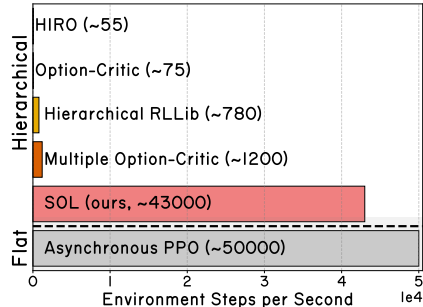 Hierarchical
HIRO (~55)
Option-Critic (~75)
Hierarchical RLLib (~780)
Multiple Option-Critic (~1200)
SOL (ours, ~43000)
Flat
Asynchronous PPO (~50000)
0 1 2 3 4 5
1e4
Environment Steps per Second